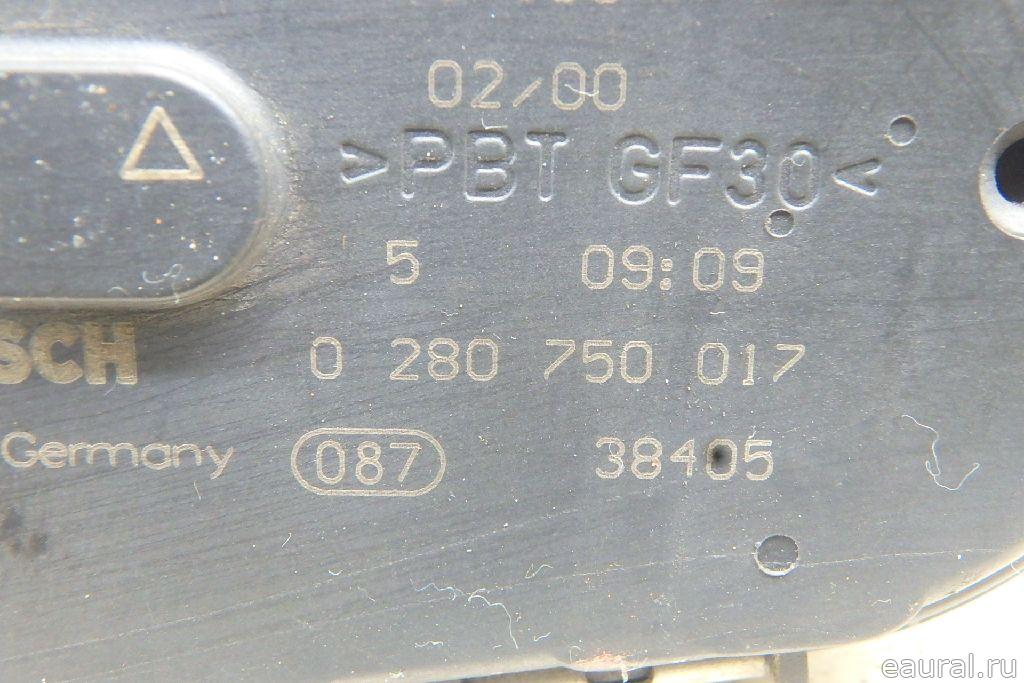 02/00
>PBT GF30<
5 09:09
SCH 0 280 750 017
Germany 087 38405
eaural.ru